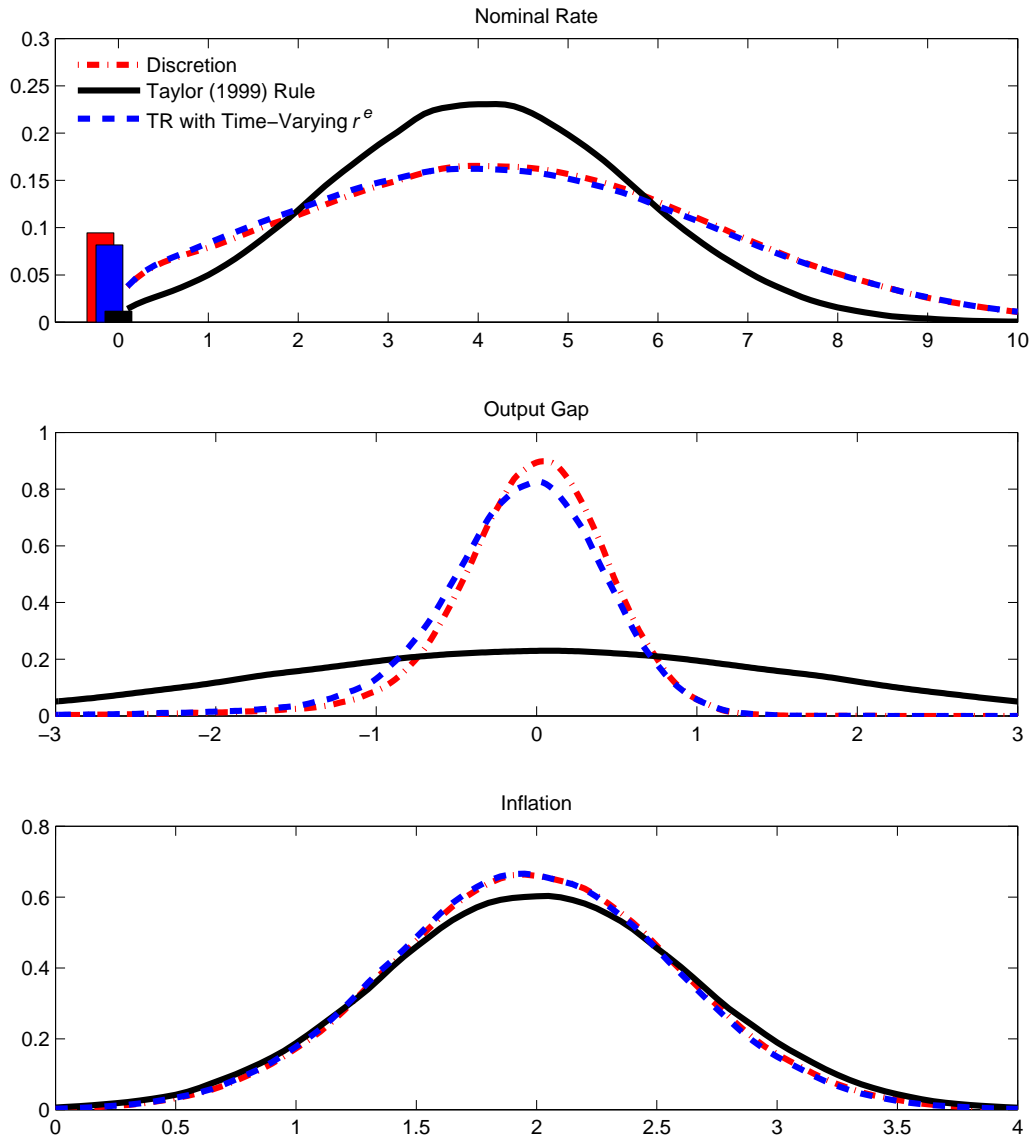 Nominal Rate
0.3
0.25
0.2
0.15
0.1
0.05
0
Discretion
Taylor (1999) Rule
TR with Time−Varying r^e
0 1 2 3 4 5 6 7 8 9 10
Output Gap
1
0.8
0.6
0.4
0.2
0
−3 −2 −1 0 1 2 3
Inflation
0.8
0.6
0.4
0.2
0
0 0.5 1 1.5 2 2.5 3 3.5 4